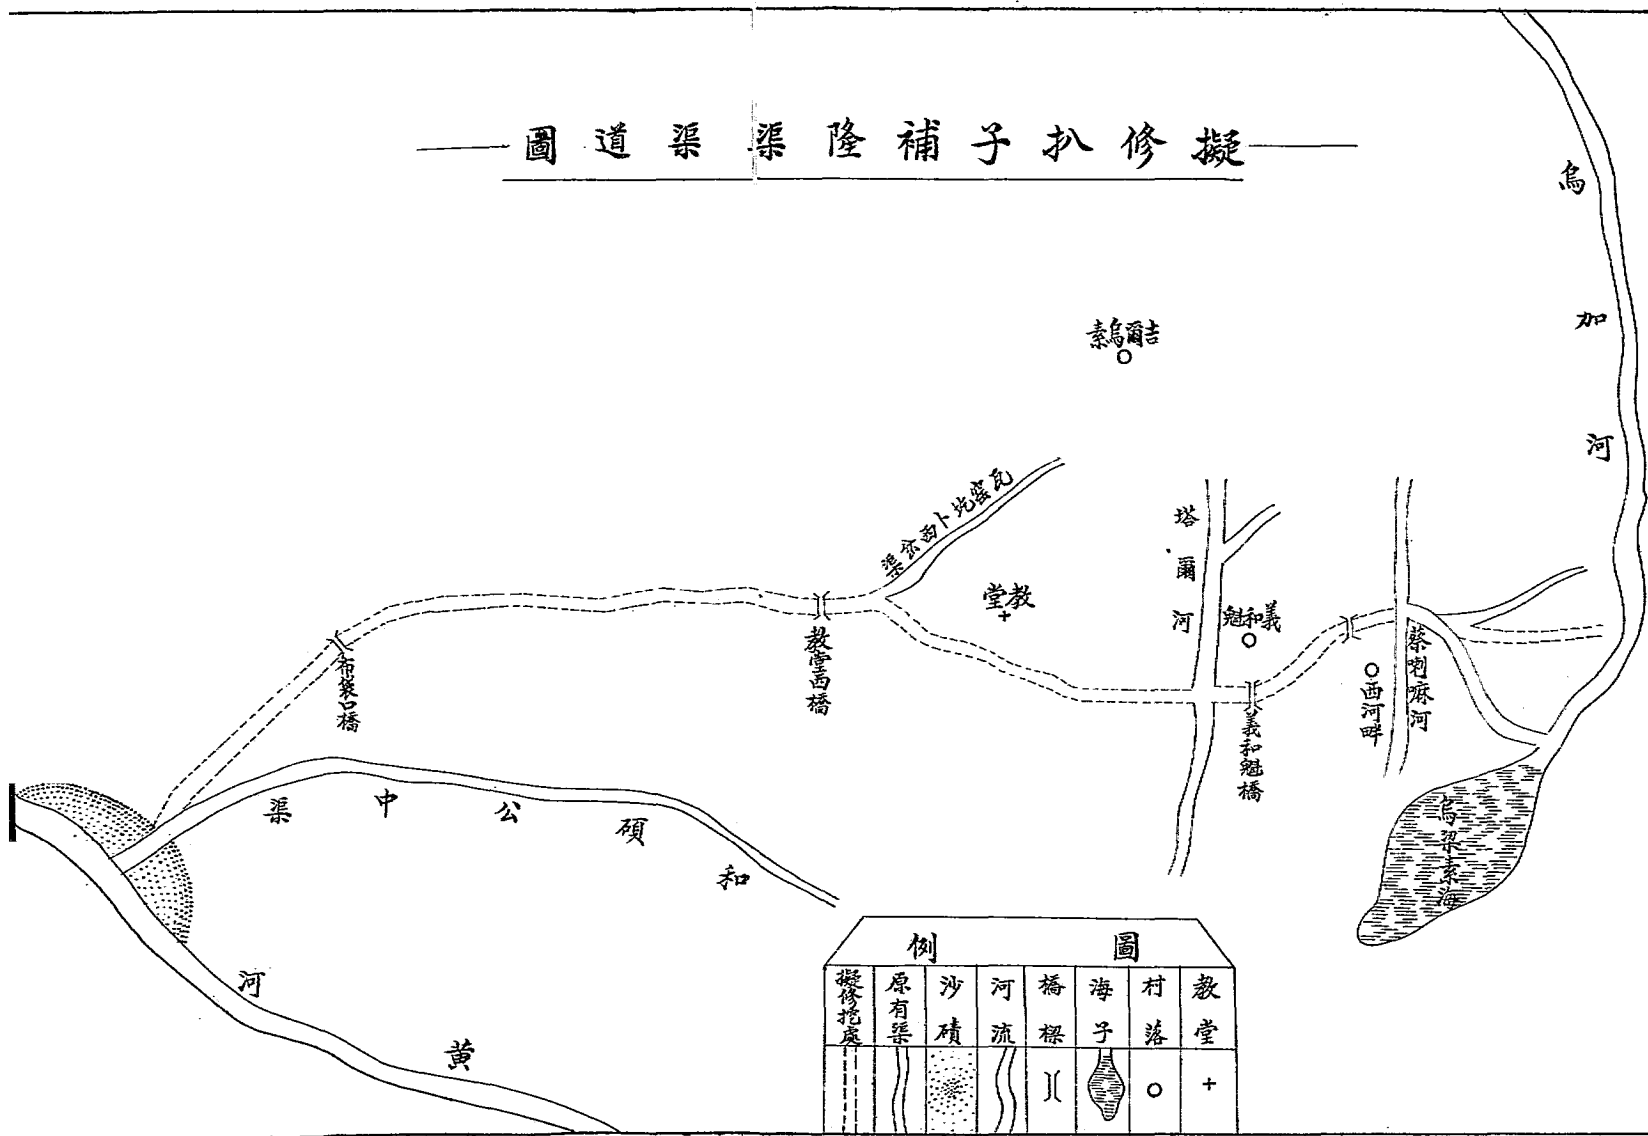 擬修扒子補隆渠渠道圖
烏加河
吉爾烏素
瓦窑圪卜西岔渠
教堂
塔爾河
義和魁
蔡喇嘛河
西河畔
義和魁橋
教堂西橋
布袋口橋
烏梁素海
和碩公中渠
黃河
圖例
教堂
村落
海子
橋樑
河流
沙磧
原有渠
擬修挖處